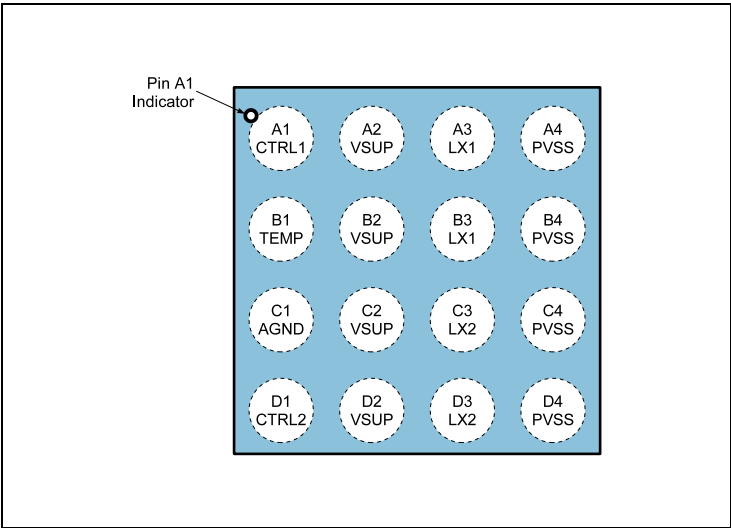 Pin A1
Indicator
A1 A2 A3 A4
CTRL1 VSUP LX1 PVSS
B1 B2 B3 B4
TEMP VSUP LX1 PVSS
C1 C2 C3 C4
AGND VSUP LX2 PVSS
D1 D2 D3 D4
CTRL2 VSUP LX2 PVSS